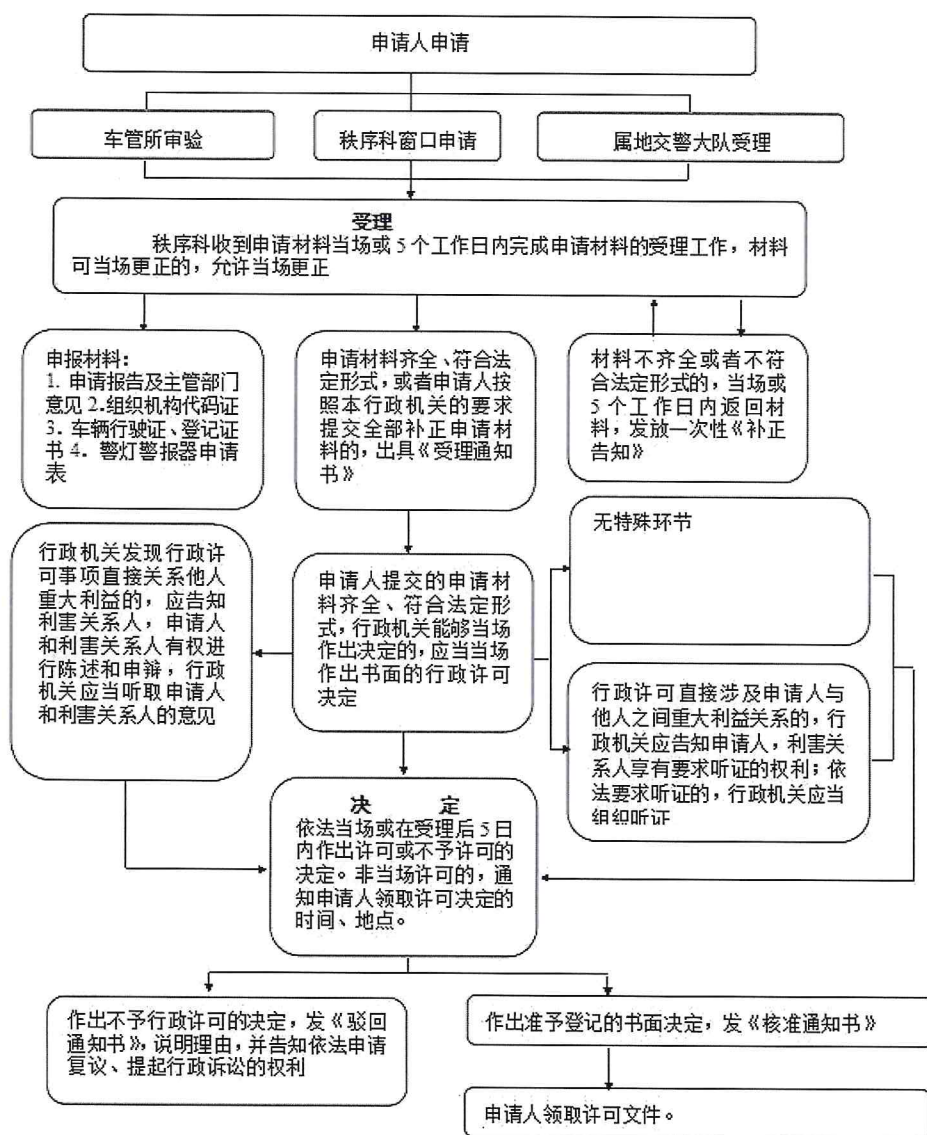 申请人申请
车管所审验
秩序科窗口申请
属地交警大队受理
受理
秩序科收到申请材料当场或5个工作日内完成申请材料的受理工作，材料
可当场更正的，允许当场更正
申报材料：
1. 申请报告及主管部门
意见 2.组织机构代码证
3. 车辆行驶证、登记证
书 4. 警灯警报器申请
表
申请材料齐全、符合法
定形式，或者申请人按
照本行政机关的要求
提交全部补正申请材
料的，出具《受理通知
书》
材料不齐全或者不符
合法定形式的，当场或
5个工作日内返回材
料，发放一次性《补正
告知》
行政机关发现行政许
可事项直接关系他人
重大利益的，应告知
利害关系人，申请人
和利害关系人有权进
行陈述和申辩，行政
机关应当听取申请人
和利害关系人的意见
申请人提交的申请材
料齐全、符合法定形
式，行政机关能够当场
作出决定的，应当当场
作出书面的行政许可
决定
无特殊环节
行政许可直接涉及申请人与
他人之间重大利益关系的，行
政机关应告知申请人，利害关
系人享有要求听证的权利；依
法要求听证的，行政机关应当
组织听证
决 定
依法当场或在受理后5日
内作出许可或不予许可的
决定。非当场许可的，通
知申请人领取许可决定的
时间、地点。
作出不予行政许可的决定，发《驳回
通知书》，说明理由，并告知依法申请
复议、提起行政诉讼的权利
作出准予登记的书面决定，发《核准通知书》
申请人领取许可文件。